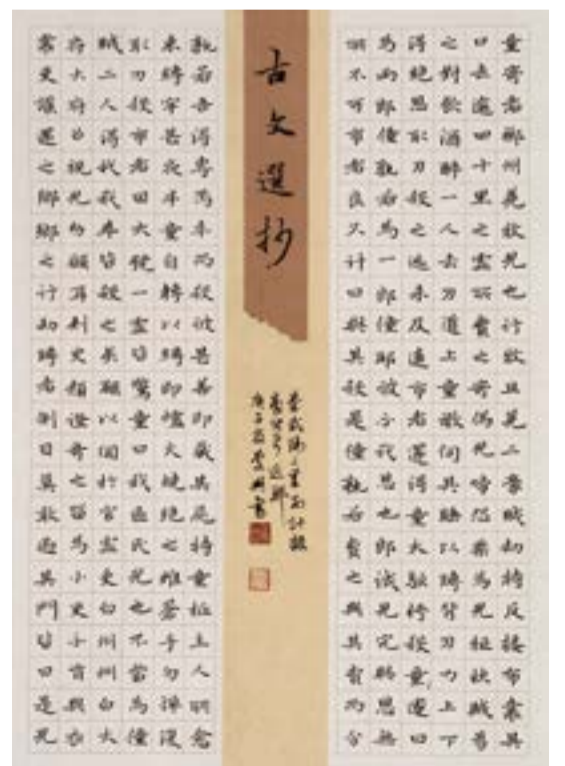 童寄者郴州蕘牧兒也行牧且蕘二豪賊劫持反接布囊其
口去逾四十里之虛所賣之寄偽兒啼恐慄為兒恆狀賊易
之對飲酒醉一人去刀道上童微伺其睡以縛背刃力上下
得絕思取刀殺之逃未及遠市者還得童大駭將殺童遽曰
為兩郎僮孰若為一郎僮耶彼不我恩也郎誠見完與恩無
所不可市者良久計曰與其殺是僮孰若賣之與其賣而分
古文選抄
孰若吾得專焉幸而殺彼甚善即藏其尸持童抵主人所愈
束縛牢甚夜半童自轉以縛即爐火燒絕之雖瘡手勿憚復
取刃殺市者因大號一虛皆驚童曰我區氏兒也不當為僮
賊二人得我我幸皆殺之矣願以聞於官虛吏白州州白大
府大府召視兒幼願耳刺史顏證奇之留為小吏不肯與衣
裳吏護還之鄉鄉之行劫縛者側目莫敢過其門皆曰是兒